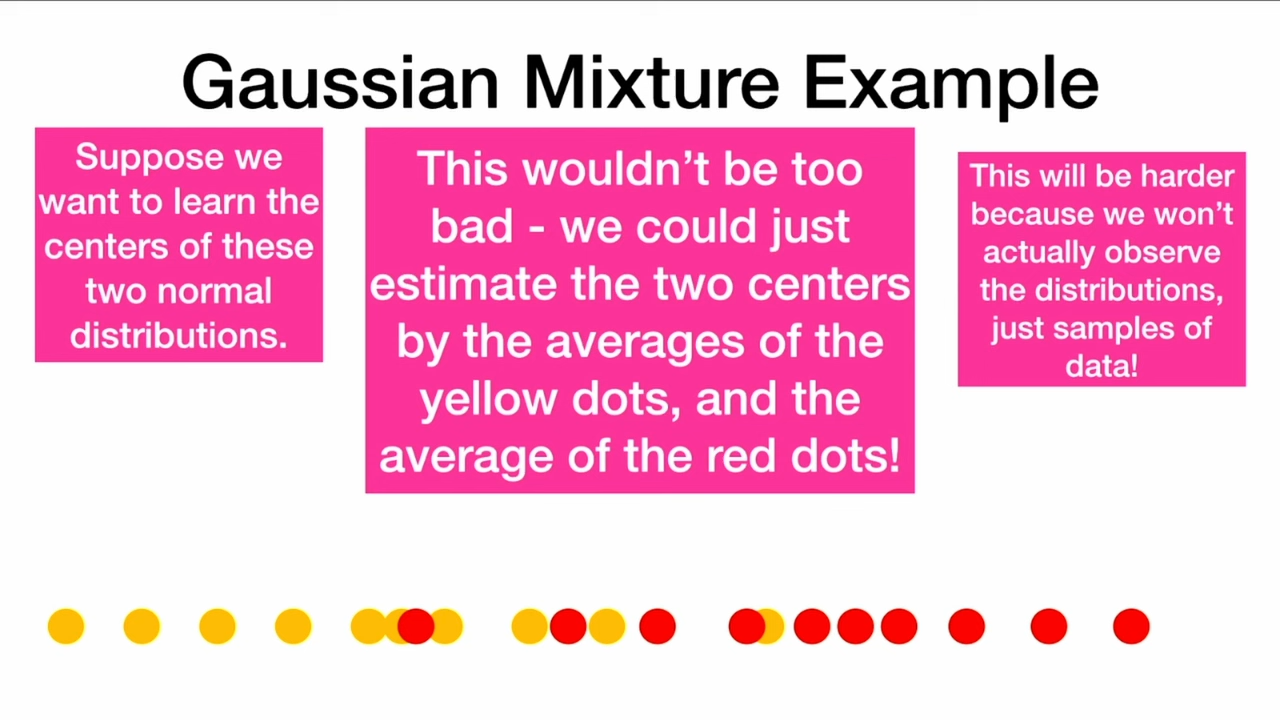 Gaussian Mixture Example
Suppose we
want to learn the
centers of these
two normal
distributions.
This wouldn’t be too
bad - we could just
estimate the two centers
by the averages of the
yellow dots, and the
average of the red dots!
This will be harder
because we won’t
actually observe
the distributions,
just samples of
data!